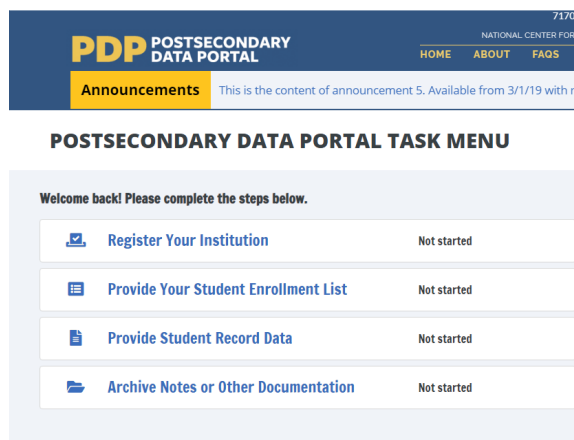 7170
NATIONAL CENTER FOR
PDP POSTSECONDARY
DATA PORTAL
HOME ABOUT FAQS
Announcements This is the content of announcement 5. Available from 3/1/19 with
POSTSECONDARY DATA PORTAL TASK MENU
Welcome back! Please complete the steps below.
Register Your Institution Not started
Provide Your Student Enrollment List Not started
Provide Student Record Data Not started
Archive Notes or Other Documentation Not started